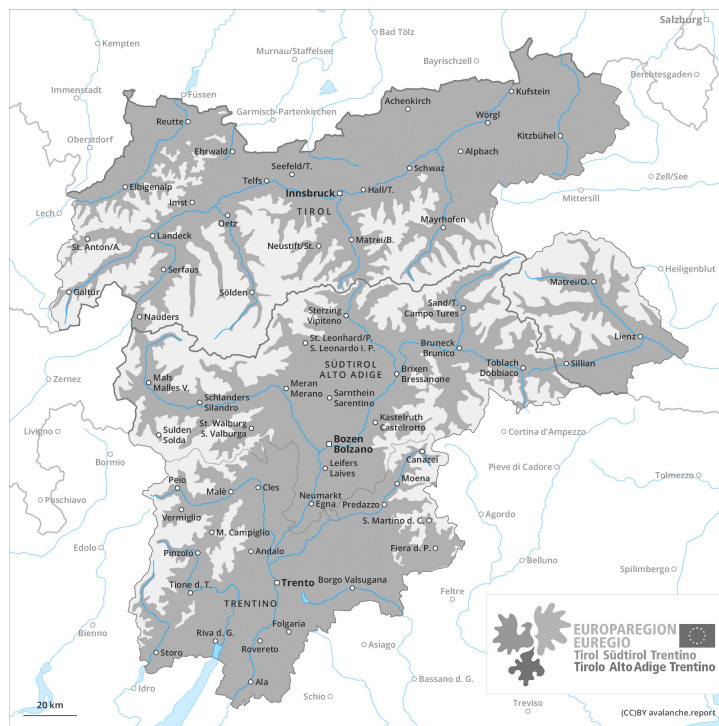 Salzburg
Kempten
Bad Tölz
Murnau/Staffelsee
Bayrischzell
Berchtesgaden
Immenstadt
Füssen
Garmisch-Partenkirchen
Achenkirch
Kufstein
Reutte
Wörgl
Oberstdorf
Kitzbühel
Ehrwald
Alpbach
Seefeld/T.
Schwaz
Telfs
Zell/See
Elbigenalp
Innsbruck
Hall/T.
Mittersill
Imst
TIROL
Lech
Oetz
Mayrhofen
Landeck
Matrei/B.
St. Anton/A.
Neustift/St.
Serfaus
Heiligenblut
Galtür
Sölden
Matrei/O.
Nauders
Sterzing
Vipiteno
Sand/T.
Campo Tures
Lienz
St. Leonhard/P.
S. Leonardo i. P.
Bruneck
Brunico
Toblach
Dobbiaco
Sillian
SÜDTIROL
ALTO ADIGE
Brixen
Bressanone
Zernez
Mals
Malles V.
Meran
Merano
Schlanders
Silandro
Sarnthein
Sarentino
St. Walburg
S. Valburga
Kastelruth
Castelrotto
Livigno
Sulden
Solda
Cortina d'Ampezzo
Bozen
Bolzano
Canazei
Bormio
Leifers
Laives
Pieve di Cadore
Tolmezzo
Peio
Moena
Malè
Cles
Poschiavo
Neumarkt
Egna
Predazzo
Vermiglio
Agordo
S. Martino d. C.
M. Campiglio
Edolo
Pinzolo
Andalo
Fiera d. P.
Belluno
Spilimbergo
Tione d. T.
Trento
Borgo Valsugana
Feltre
TRENTINO
Bienno
Folgaria
Riva d. G.
Rovereto
Asiago
Storo
Bassano d. G.
Ala
Idro
Schio
Treviso
EUROPAREGION
EUREGIO
Tirol Südtirol Trentino
Tirolo Alto Adige Trentino
20 km
(CC)BY avalanche.report